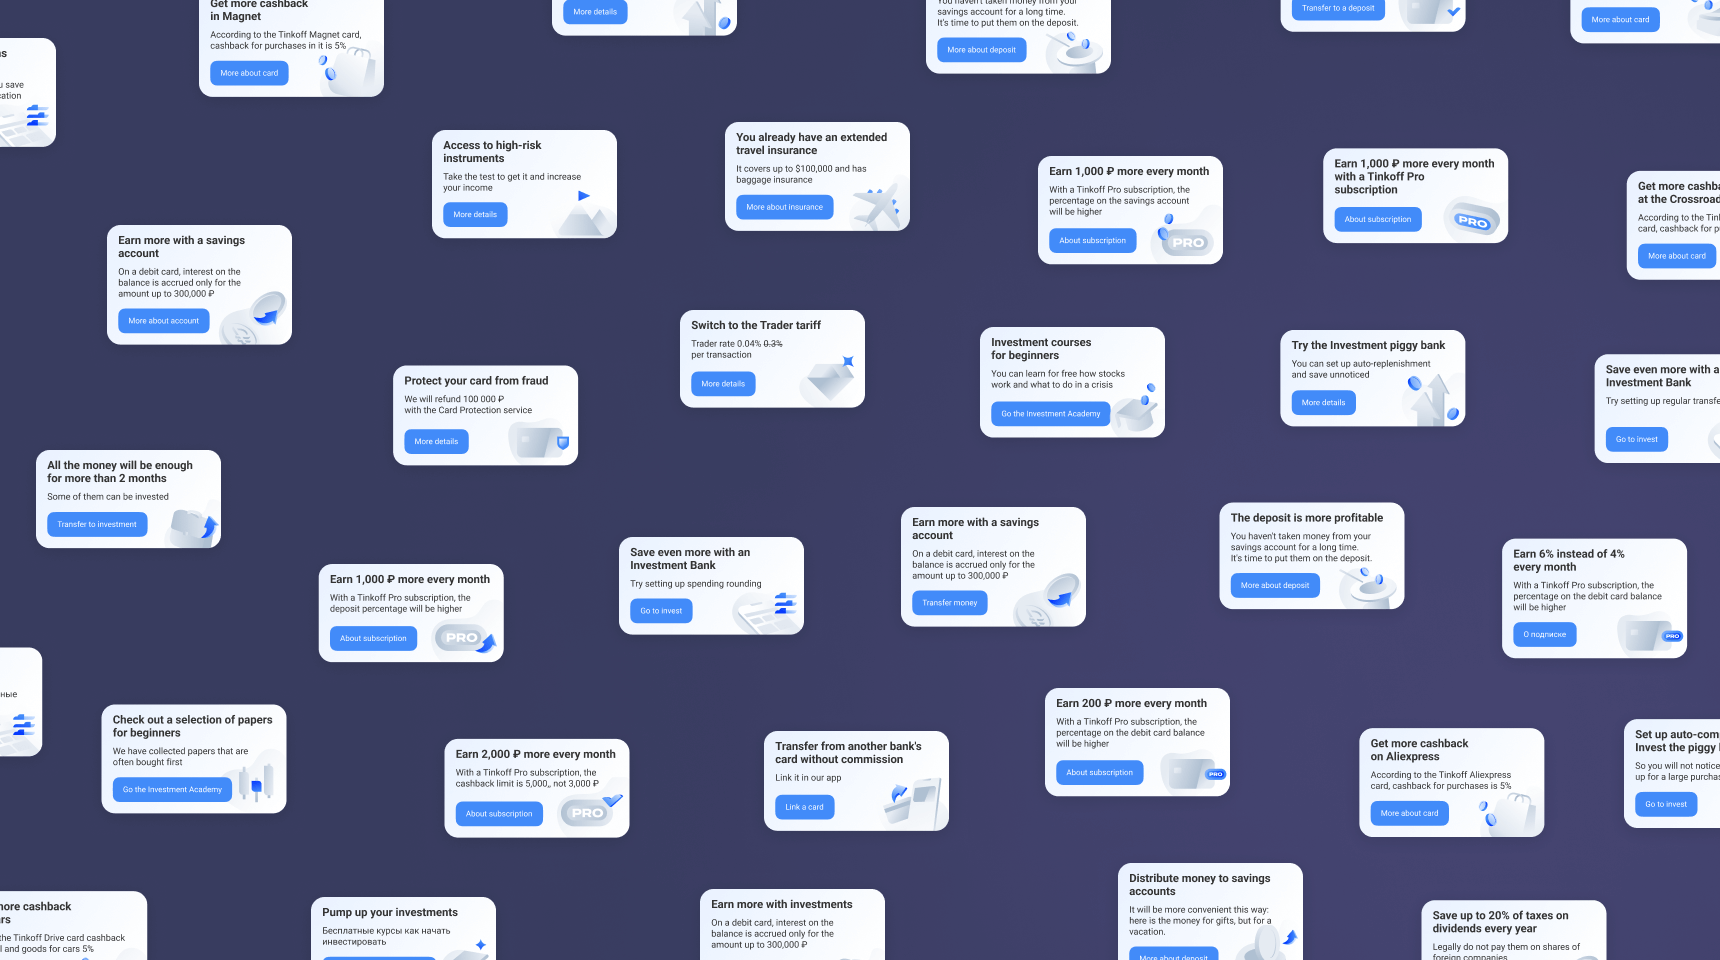 Get more cashback
in Magnet
According to the Tinkoff Magnet card,
cashback for purchases in it is 5%
More about card
More details
savings account for a long time.
It's time to put them on the deposit.
More about deposit
Transfer to a deposit
More about card
save
Access to high-risk
instruments
Take the test to get it and increase
your income
More details
You already have an extended
travel insurance
It covers up to $100,000 and has
baggage insurance
More about insurance
Earn 1,000 ₽ more every month
With a Tinkoff Pro subscription, the
percentage on the savings account
will be higher
About subscription
PRO
Earn 1,000 ₽ more every month
with a Tinkoff Pro
subscription
About subscription
PRO
Get more
at the
According to the
card, cashback for
More about card
Earn more with a savings
account
On a debit card, interest on the
balance is accrued only for the
amount up to 300,000 ₽
More about account
Switch to the Trader tariff
Trader rate 0.04% 0.3%
per transaction
More details
Investment courses
for beginners
You can learn for free how stocks
work and what to do in a crisis
Go the Investment Academy
Try the Investment piggy bank
You can set up auto-replenishment
and save unnoticed
More details
Save even more with a
Investment Bank
Try setting up regular
Go to invest
Protect your card from fraud
We will refund 100 000 ₽
with the Card Protection service
More details
All the money will be enough
for more than 2 months
Some of them can be invested
Transfer to investment
Earn 1,000 ₽ more every month
With a Tinkoff Pro subscription, the
deposit percentage will be higher
About subscription
PRO
Save even more with an
Investment Bank
Try setting up spending rounding
Go to invest
Earn more with a savings
account
On a debit card, interest on the
balance is accrued only for the
amount up to 300,000 ₽
Transfer money
The deposit is more profitable
You haven't taken money from your
savings account for a long time.
It's time to put them on the deposit.
More about deposit
Earn 6% instead of 4%
every month
With a Tinkoff Pro subscription, the
percentage on the debit card balance
will be higher
О подписке
PRO
Check out a selection of papers
for beginners
We have collected papers that are
often bought first
Go the Investment Academy
Earn 2,000 ₽ more every month
With a Tinkoff Pro subscription, the
cashback limit is 5,000,, not 3,000 ₽
About subscription
PRO
Transfer from another bank's
card without commission
Link it in our app
Link a card
Earn 200 ₽ more every month
With a Tinkoff Pro subscription, the
percentage on the debit card balance
will be higher
About subscription
PRO
Get more cashback
on Aliexpress
According to the Tinkoff Aliexpress
card, cashback for purchases is 5%
More about card
Set up
Invest the piggy
So you will not notice
up for a large
Go to invest
cashback
the Tinkoff Drive card cashback
and goods for cars 5%
Pump up your investments
Бесплатные курсы как начать
инвестировать
Earn more with investments
On a debit card, interest on the
balance is accrued only for the
amount up to 300,000 ₽
Distribute money to savings
accounts
It will be more convenient this way:
here is the money for gifts, but for a
vacation.
More about deposit
Save up to 20% of taxes on
dividends every year
Legally do not pay them on shares of
foreign companies